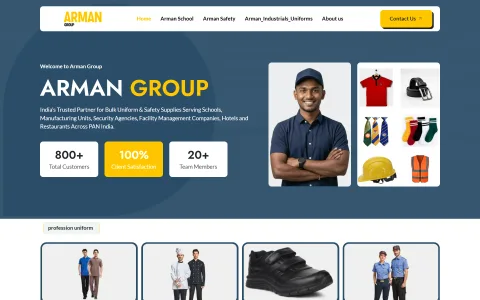 ARMAN
GROUP
Home Arman School Arman Safety Arman_Industrials_Uniforms About us Contact Us
Welcome to Arman Group
ARMAN GROUP
India's Trusted Partner for Bulk Uniform & Safety Supplies Serving Schools,
Manufacturing Units, Security Agencies, Facility Management Companies, Hotels and
Restaurants Across PAN India.
800+ 100% 20+
Total Customers Client Satisfaction Team Members
profession uniform